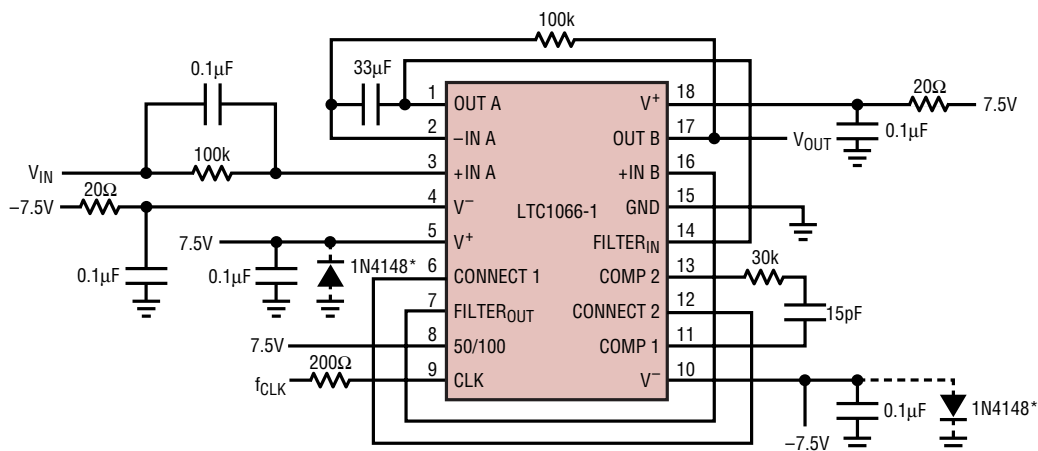 100k
0.1µF
33µF
1 OUT A
2 –IN A
3 +IN A
4 V–
5 V+
6 CONNECT 1
7 FILTEROUT
8 50/100
9 CLK
LTC1066-1
V+ 18
OUT B 17
+IN B 16
GND 15
FILTERIN 14
COMP 2 13
CONNECT 2 12
COMP 1 11
V– 10
VIN
100k
–7.5V
20Ω
0.1µF
7.5V
0.1µF
1N4148*
7.5V
fCLK
200Ω
20Ω
7.5V
0.1µF
VOUT
30k
15pF
0.1µF
1N4148*
–7.5V